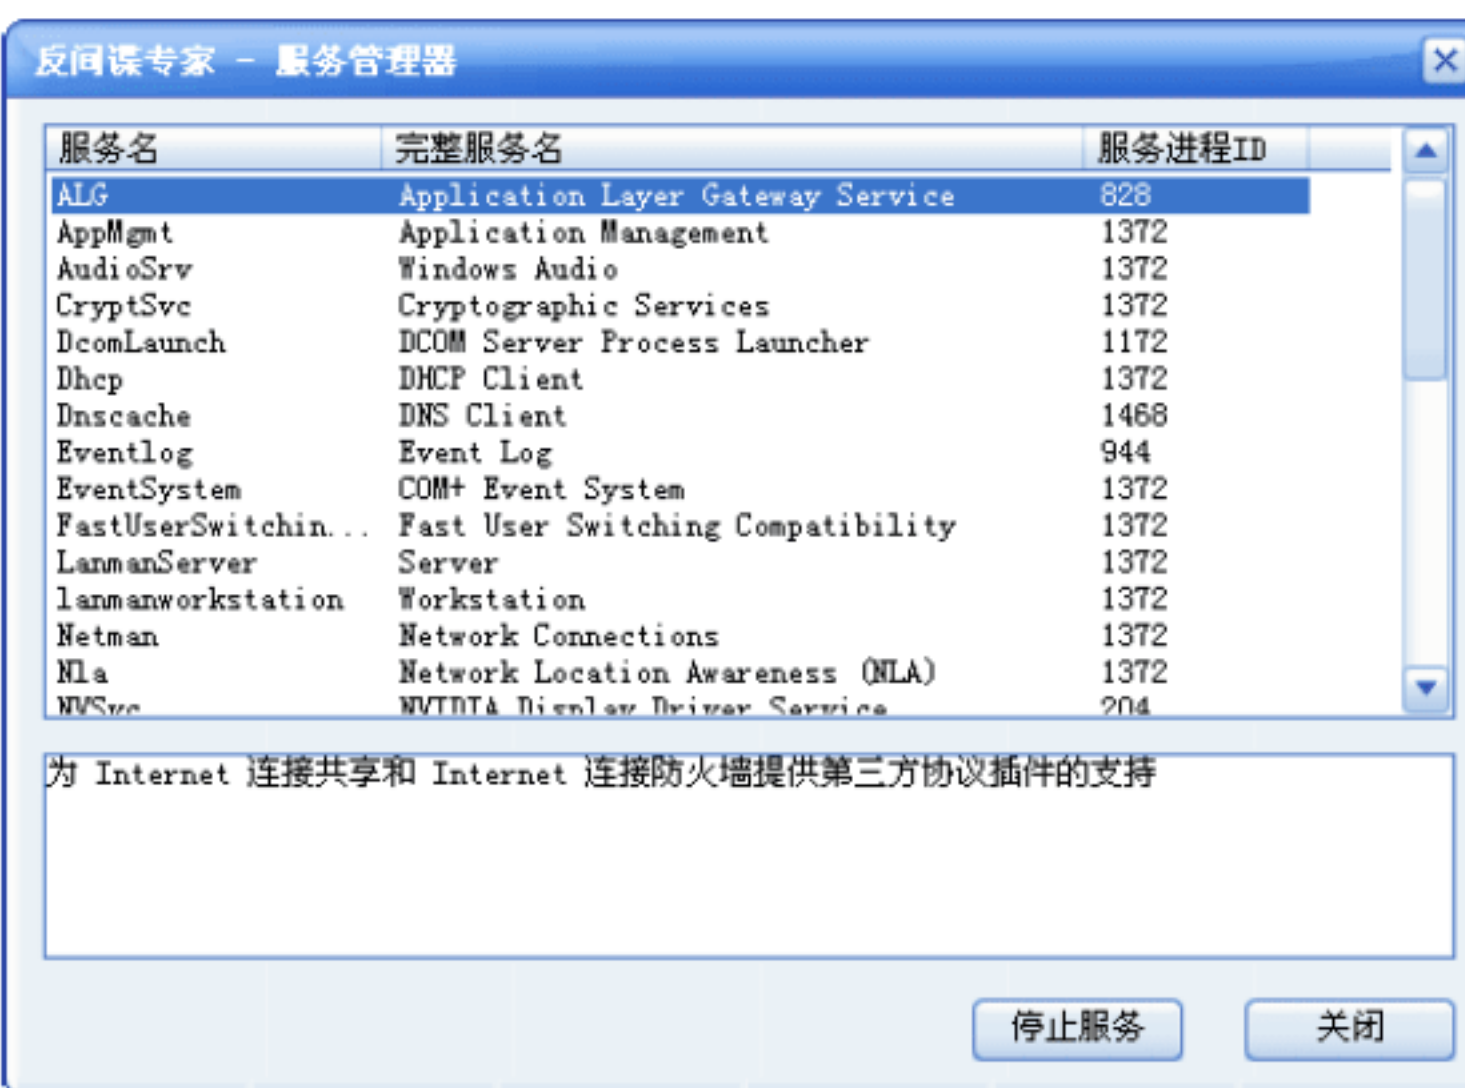 反间谍专家 - 服务管理器
服务名 完整服务名 服务进程ID
ALG Application Layer Gateway Service 828
AppMgmt Application Management 1372
AudioSrv Windows Audio 1372
CryptSvc Cryptographic Services 1372
DcomLaunch DCOM Server Process Launcher 1172
Dhcp DHCP Client 1372
Dnscache DNS Client 1468
Eventlog Event Log 944
EventSystem COM+ Event System 1372
FastUserSwitchin... Fast User Switching Compatibility 1372
LanmanServer Server 1372
lanmanworkstation Workstation 1372
Netman Network Connections 1372
Nla Network Location Awareness (NLA) 1372
NVSvc NVIDIA Display Driver Service 204
为 Internet 连接共享和 Internet 连接防火墙提供第三方协议插件的支持
停止服务 关闭